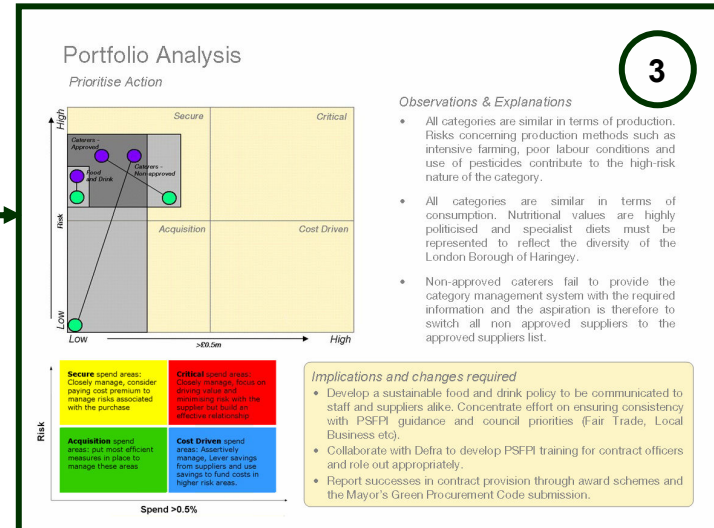 Portfolio Analysis
Prioritise Action
3
High
Secure
Critical
Caterers -
Approved
Caterers -
Non-approved
Food
and Drink
Risk
Acquisition
Cost Driven
Low
Low
>£0.5m
High
Secure spend areas:
Closely manage, consider
paying cost premium to
manage risks associated
with the purchase
Critical spend areas:
Closely manage, focus on
driving value and
minimising risk with the
supplier but build an
effective relationship
Risk
Acquisition spend
areas: put most efficient
measures in place to
manage these areas
Cost Driven spend
areas: Assertively
manage, Lever savings
from suppliers and use
savings to fund costs in
higher risk areas.
Spend >0.5%
Observations & Explanations
• All categories are similar in terms of production.
Risks concerning production methods such as
intensive farming, poor labour conditions and
use of pesticides contribute to the high-risk
nature of the category.
• All categories are similar in terms of
consumption. Nutritional values are highly
politicised and specialist diets must be
represented to reflect the diversity of the
London Borough of Haringey.
• Non-approved caterers fail to provide the
category management system with the required
information and the aspiration is therefore to
switch all non approved suppliers to the
approved suppliers list.
Implications and changes required
• Develop a sustainable food and drink policy to be communicated to
staff and suppliers alike. Concentrate effort on ensuring consistency
with PSFPI guidance and council priorities (Fair Trade, Local
Business etc).
• Collaborate with Defra to develop PSFPI training for contract officers
and role out appropriately.
• Report successes in contract provision through award schemes and
the Mayor's Green Procurement Code submission.